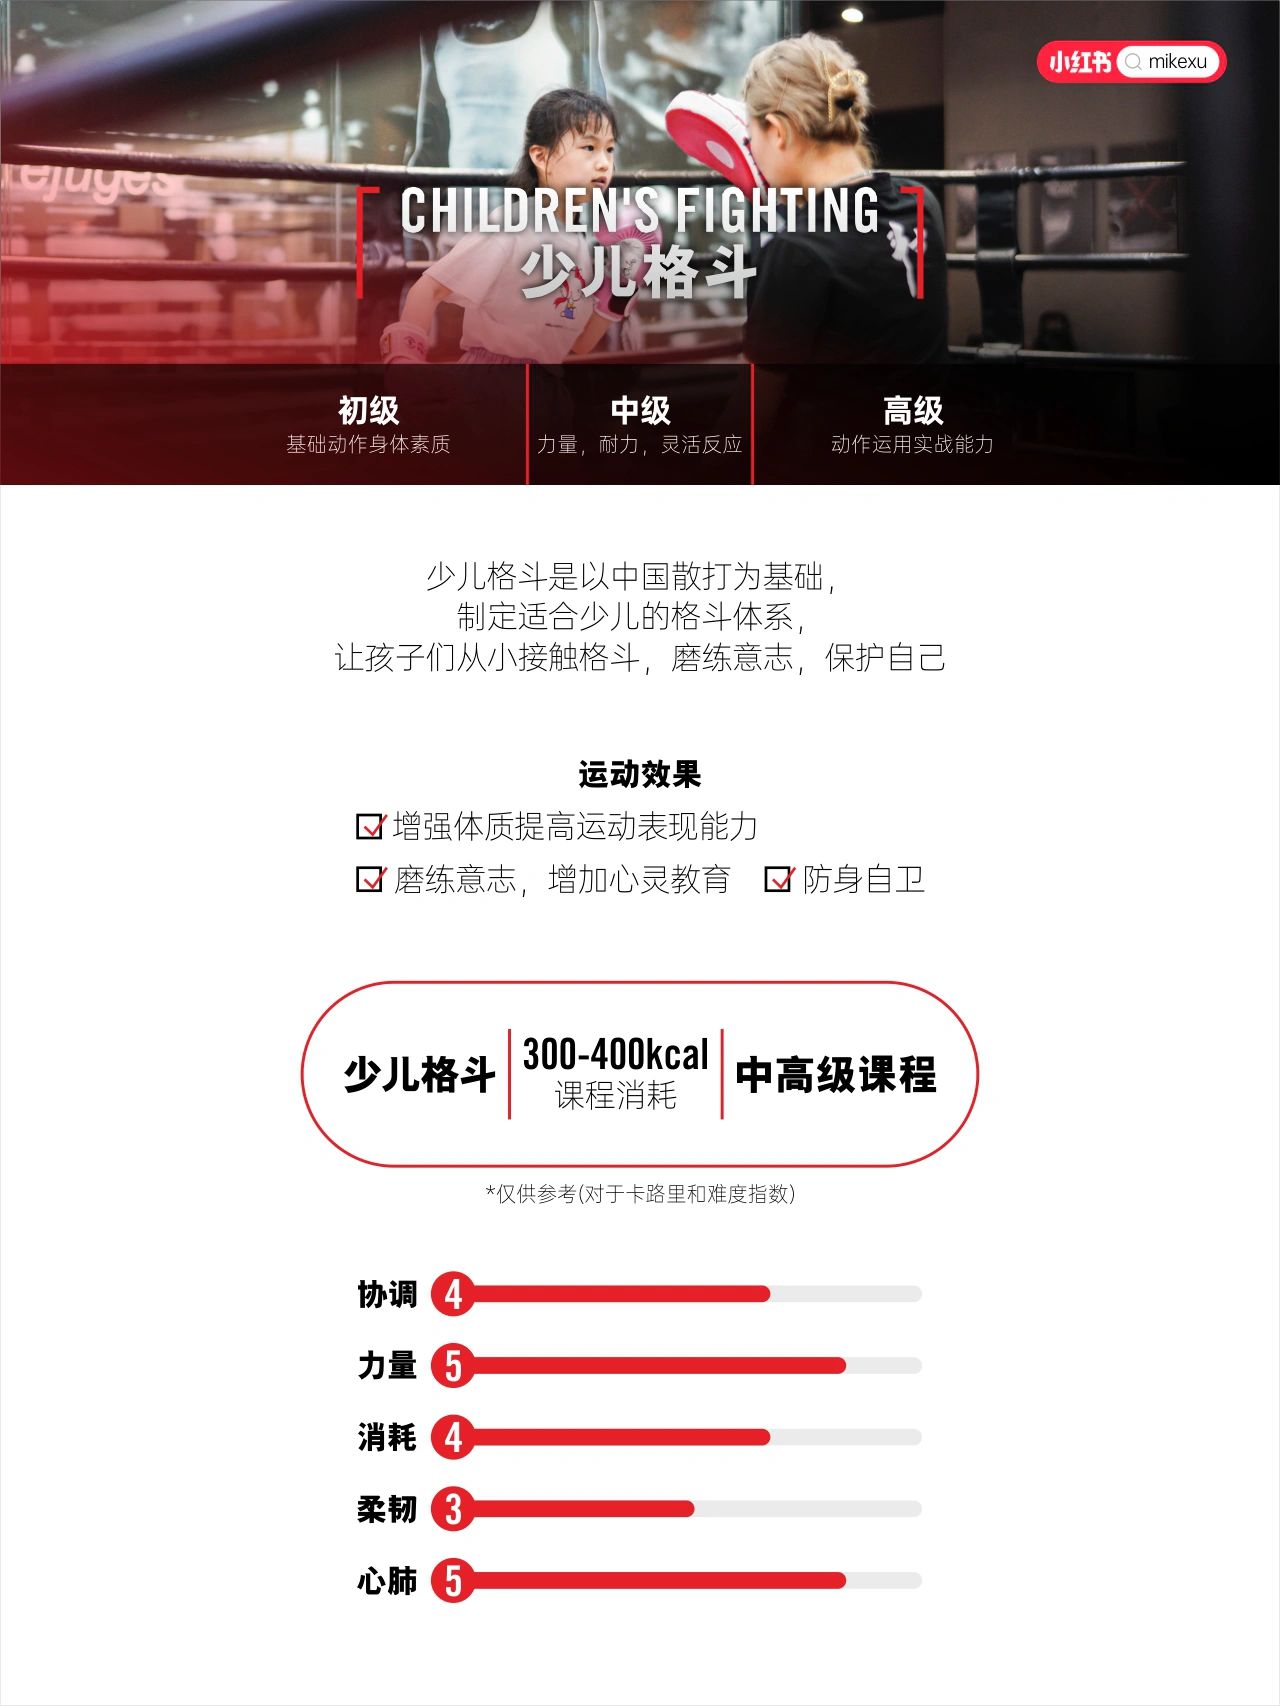 小红书 mikexu
refuges
CHILDREN'S FIGHTING
少儿格斗
初级 中级 高级
基础动作身体素质 力量，耐力，灵活反应 动作运用实战能力
少儿格斗是以中国散打为基础，
制定适合少儿的格斗体系，
让孩子们从小接触格斗，磨练意志，保护自己
运动效果
增强体质提高运动表现能力
磨练意志，增加心灵教育 防身自卫
少儿格斗 300-400kcal 中高级课程
课程消耗
*仅供参考(对于卡路里和难度指数)
协调 4
力量 5
消耗 4
柔韧 3
心肺 5